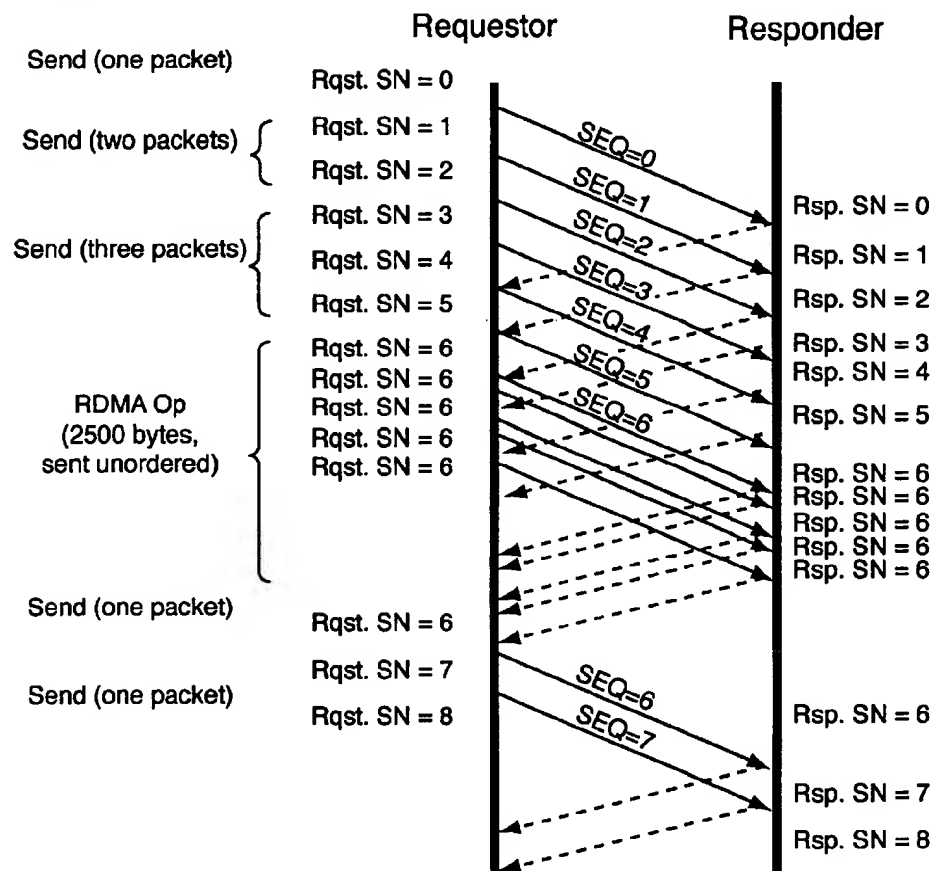 Requestor
Responder
Send (one packet)
Rqst. SN = 0
Send (two packets)
Rqst. SN = 1
Rqst. SN = 2
Send (three packets)
Rqst. SN = 3
Rqst. SN = 4
Rqst. SN = 5
RDMA Op
(2500 bytes,
sent unordered)
Rqst. SN = 6
Rqst. SN = 6
Rqst. SN = 6
Rqst. SN = 6
Rqst. SN = 6
Send (one packet)
Rqst. SN = 6
Send (one packet)
Rqst. SN = 7
Rqst. SN = 8
SEQ=0
SEQ=1
SEQ=2
SEQ=3
SEQ=4
SEQ=5
SEQ=6
SEQ=6
SEQ=7
Rsp. SN = 0
Rsp. SN = 1
Rsp. SN = 2
Rsp. SN = 3
Rsp. SN = 4
Rsp. SN = 5
Rsp. SN = 6
Rsp. SN = 6
Rsp. SN = 6
Rsp. SN = 6
Rsp. SN = 6
Rsp. SN = 6
Rsp. SN = 7
Rsp. SN = 8